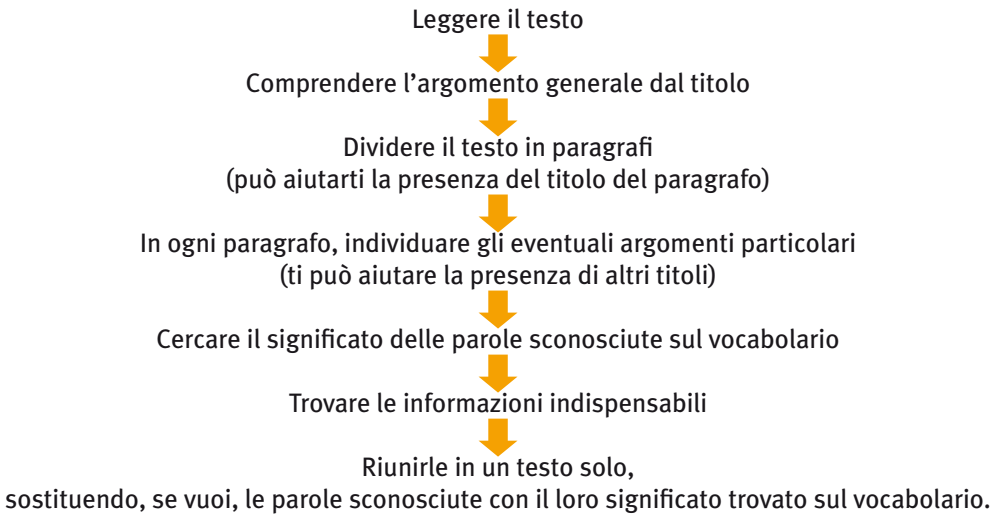 Leggere il testo
Comprendere l’argomento generale dal titolo
Dividere il testo in paragrafi
(può aiutarti la presenza del titolo del paragrafo)
In ogni paragrafo, individuare gli eventuali argomenti particolari
(ti può aiutare la presenza di altri titoli)
Cercare il significato delle parole sconosciute sul vocabolario
Trovare le informazioni indispensabili
Riunirle in un testo solo,
sostituendo, se vuoi, le parole sconosciute con il loro significato trovato sul vocabolario.